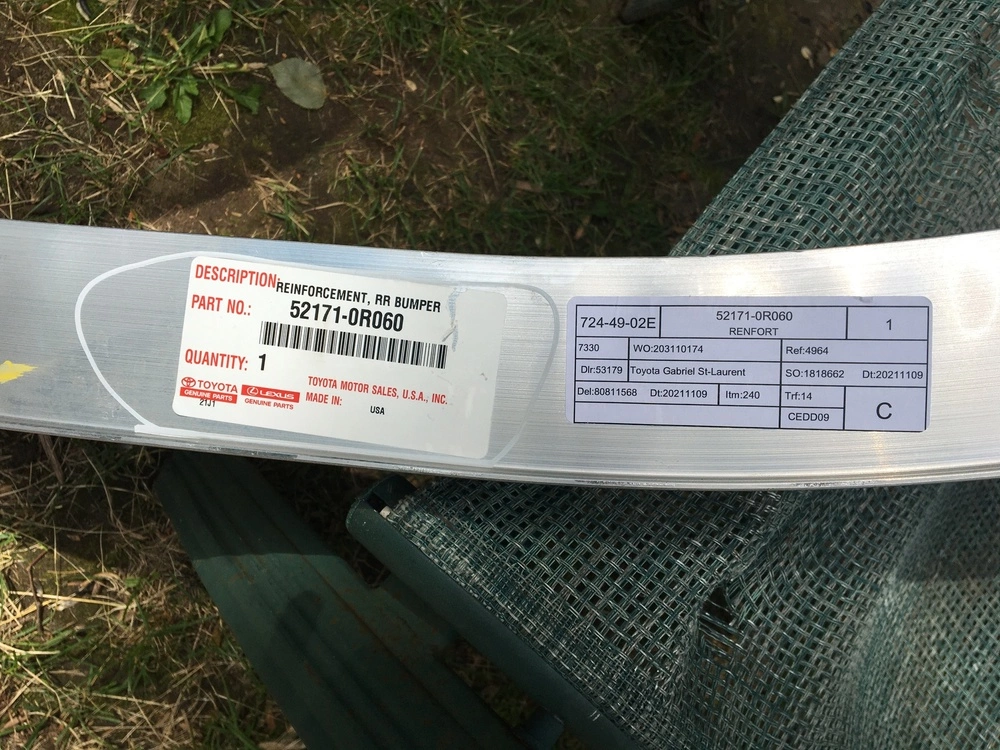 DESCRIPTION:
REINFORCEMENT, RR BUMPER
PART NO.: 52171-0R060
QUANTITY: 1
TOYOTA
GENUINE PARTS
LEXUS
GENUINE PARTS
21J1
TOYOTA MOTOR SALES, U.S.A., INC.
MADE IN: USA
724-49-02E
52171-0R060
RENFORT
1
7330
WO:203110174
Ref:4964
Dlr:53179
Toyota Gabriel St-Laurent
SO:1818662 Dt:20211109
Del:80811568 Dt:20211109
Itm:240
Trf:14
CEDD09
C